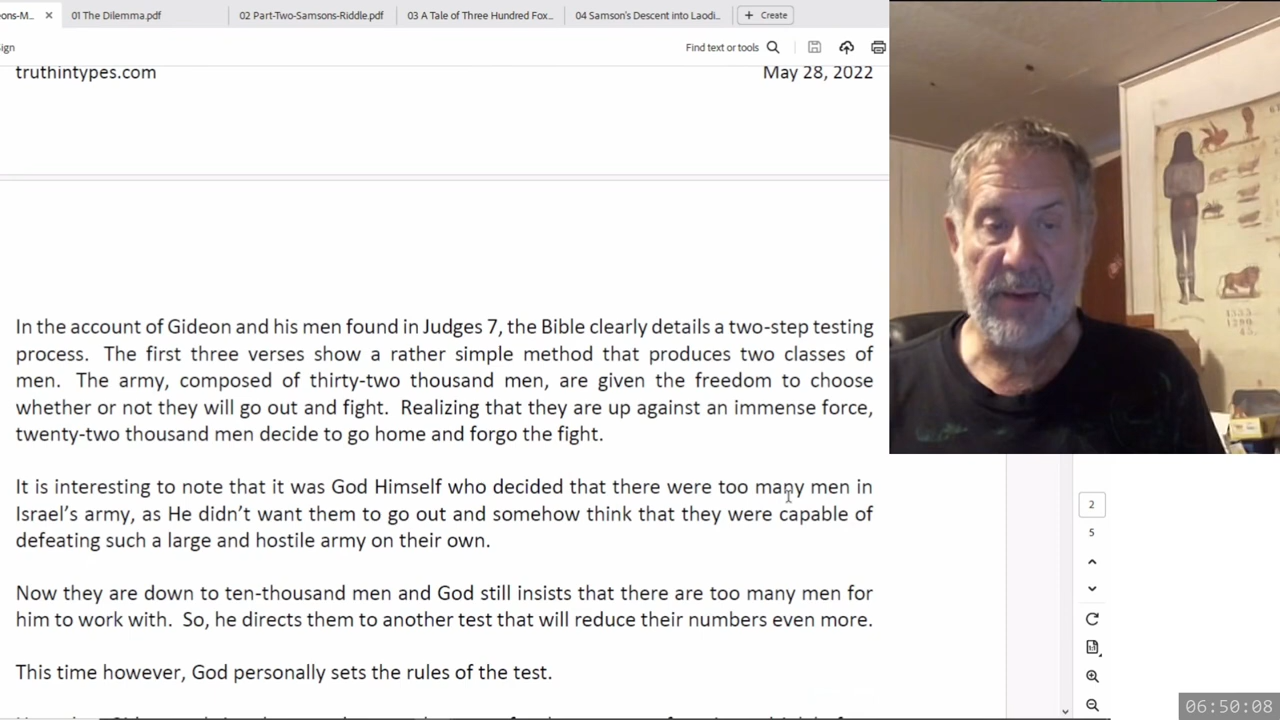 eons-M...
01 The Dilemma.pdf
02 Part-Two-Samsons-Riddle.pdf
03 A Tale of Three Hundred Fox...
04 Samson's Descent into Laodi...
+ Create
ign
Find text or tools
truthintypes.com
May 28, 2022
In the account of Gideon and his men found in Judges 7, the Bible clearly details a two-step testing
process. The first three verses show a rather simple method that produces two classes of
men. The army, composed of thirty-two thousand men, are given the freedom to choose
whether or not they will go out and fight. Realizing that they are up against an immense force,
twenty-two thousand men decide to go home and forgo the fight.
It is interesting to note that it was God Himself who decided that there were too many men in
Israel's army, as He didn't want them to go out and somehow think that they were capable of
defeating such a large and hostile army on their own.
Now they are down to ten-thousand men and God still insists that there are too many men for
him to work with. So, he directs them to another test that will reduce their numbers even more.
This time however, God personally sets the rules of the test.
2
5
1335
1290
45
06:50:08